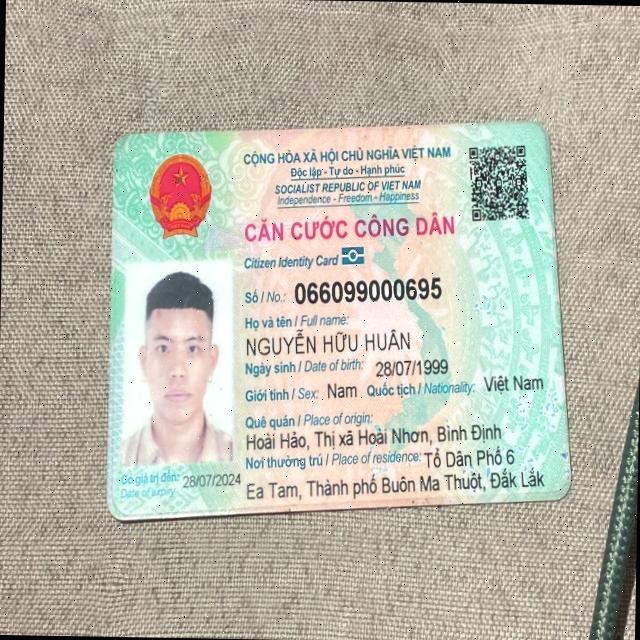 CỘNG HÒA XÃ HỘI CHỦ NGHĨA VIỆT NAM
Độc lập - Tự do - Hạnh phúc
SOCIALIST REPUBLIC OF VIET NAM
Independence - Freedom - Happiness
CĂN CƯỚC CÔNG DÂN
Citizen Identity Card
Số / No.: 066099000695
Họ và tên / Full name:
NGUYỄN HỮU HUÂN
Ngày sinh / Date of birth: 28/07/1999
Giới tính / Sex: Nam Quốc tịch / Nationality: Việt Nam
Quê quán / Place of origin:
Hoài Hảo, Thị xã Hoài Nhơn, Bình Định
Nơi thường trú / Place of residence: Tổ Dân Phố 6
Ea Tam, Thành phố Buôn Ma Thuột, Đắk Lắk
Có giá trị đến: 28/07/2024
Date of expiry